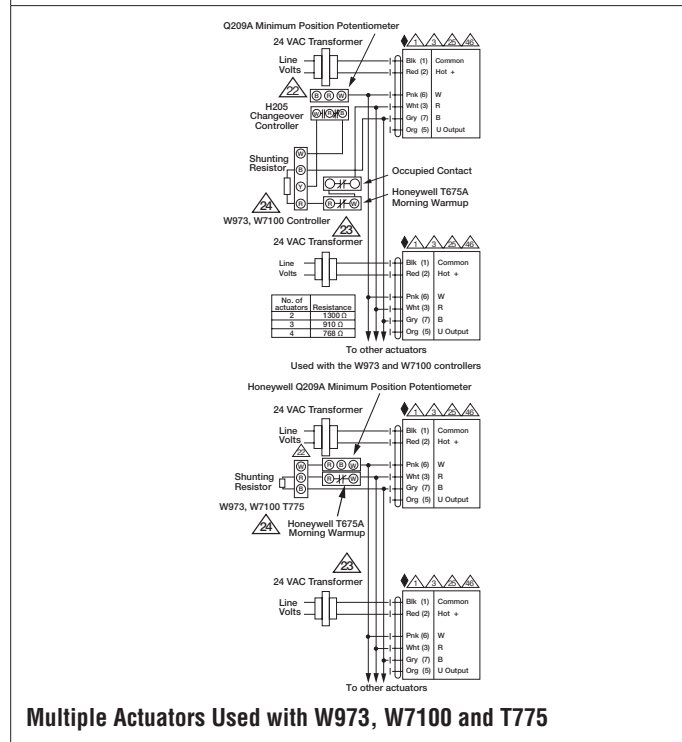 Q209A Minimum Position Potentiometer
24 VAC Transformer
Line
Volts
1 3 25 46
Blk (1) Common
Red (2) Hot +
Pnk (6) W
Wht (3) R
Gry (7) B
Org (5) U Output
22
B R W
H205
Changeover
Controller
W R B
Shunting
Resistor
W
B
Y
R
Occupied Contact
Honeywell T675A
Morning Warmup
R W
24
W973, W7100 Controller
23
24 VAC Transformer
Line
Volts
1 3 25 46
Blk (1) Common
Red (2) Hot +
Pnk (6) W
Wht (3) R
Gry (7) B
Org (5) U Output
No. of
actuators Resistance
2 1300 Ω
3 910 Ω
4 768 Ω
To other actuators
Used with the W973 and W7100 controllers
Honeywell Q209A Minimum Position Potentiometer
24 VAC Transformer
Line
Volts
1 3 25 46
Blk (1) Common
Red (2) Hot +
Pnk (6) W
Wht (3) R
Gry (7) B
Org (5) U Output
22
W
R
B
R B W
R W
Shunting
Resistor
W973, W7100 T775
24
Honeywell T675A
Morning Warmup
23
24 VAC Transformer
Line
Volts
1 3 25 46
Blk (1) Common
Red (2) Hot +
Pnk (6) W
Wht (3) R
Gry (7) B
Org (5) U Output
To other actuators
Multiple Actuators Used with W973, W7100 and T775